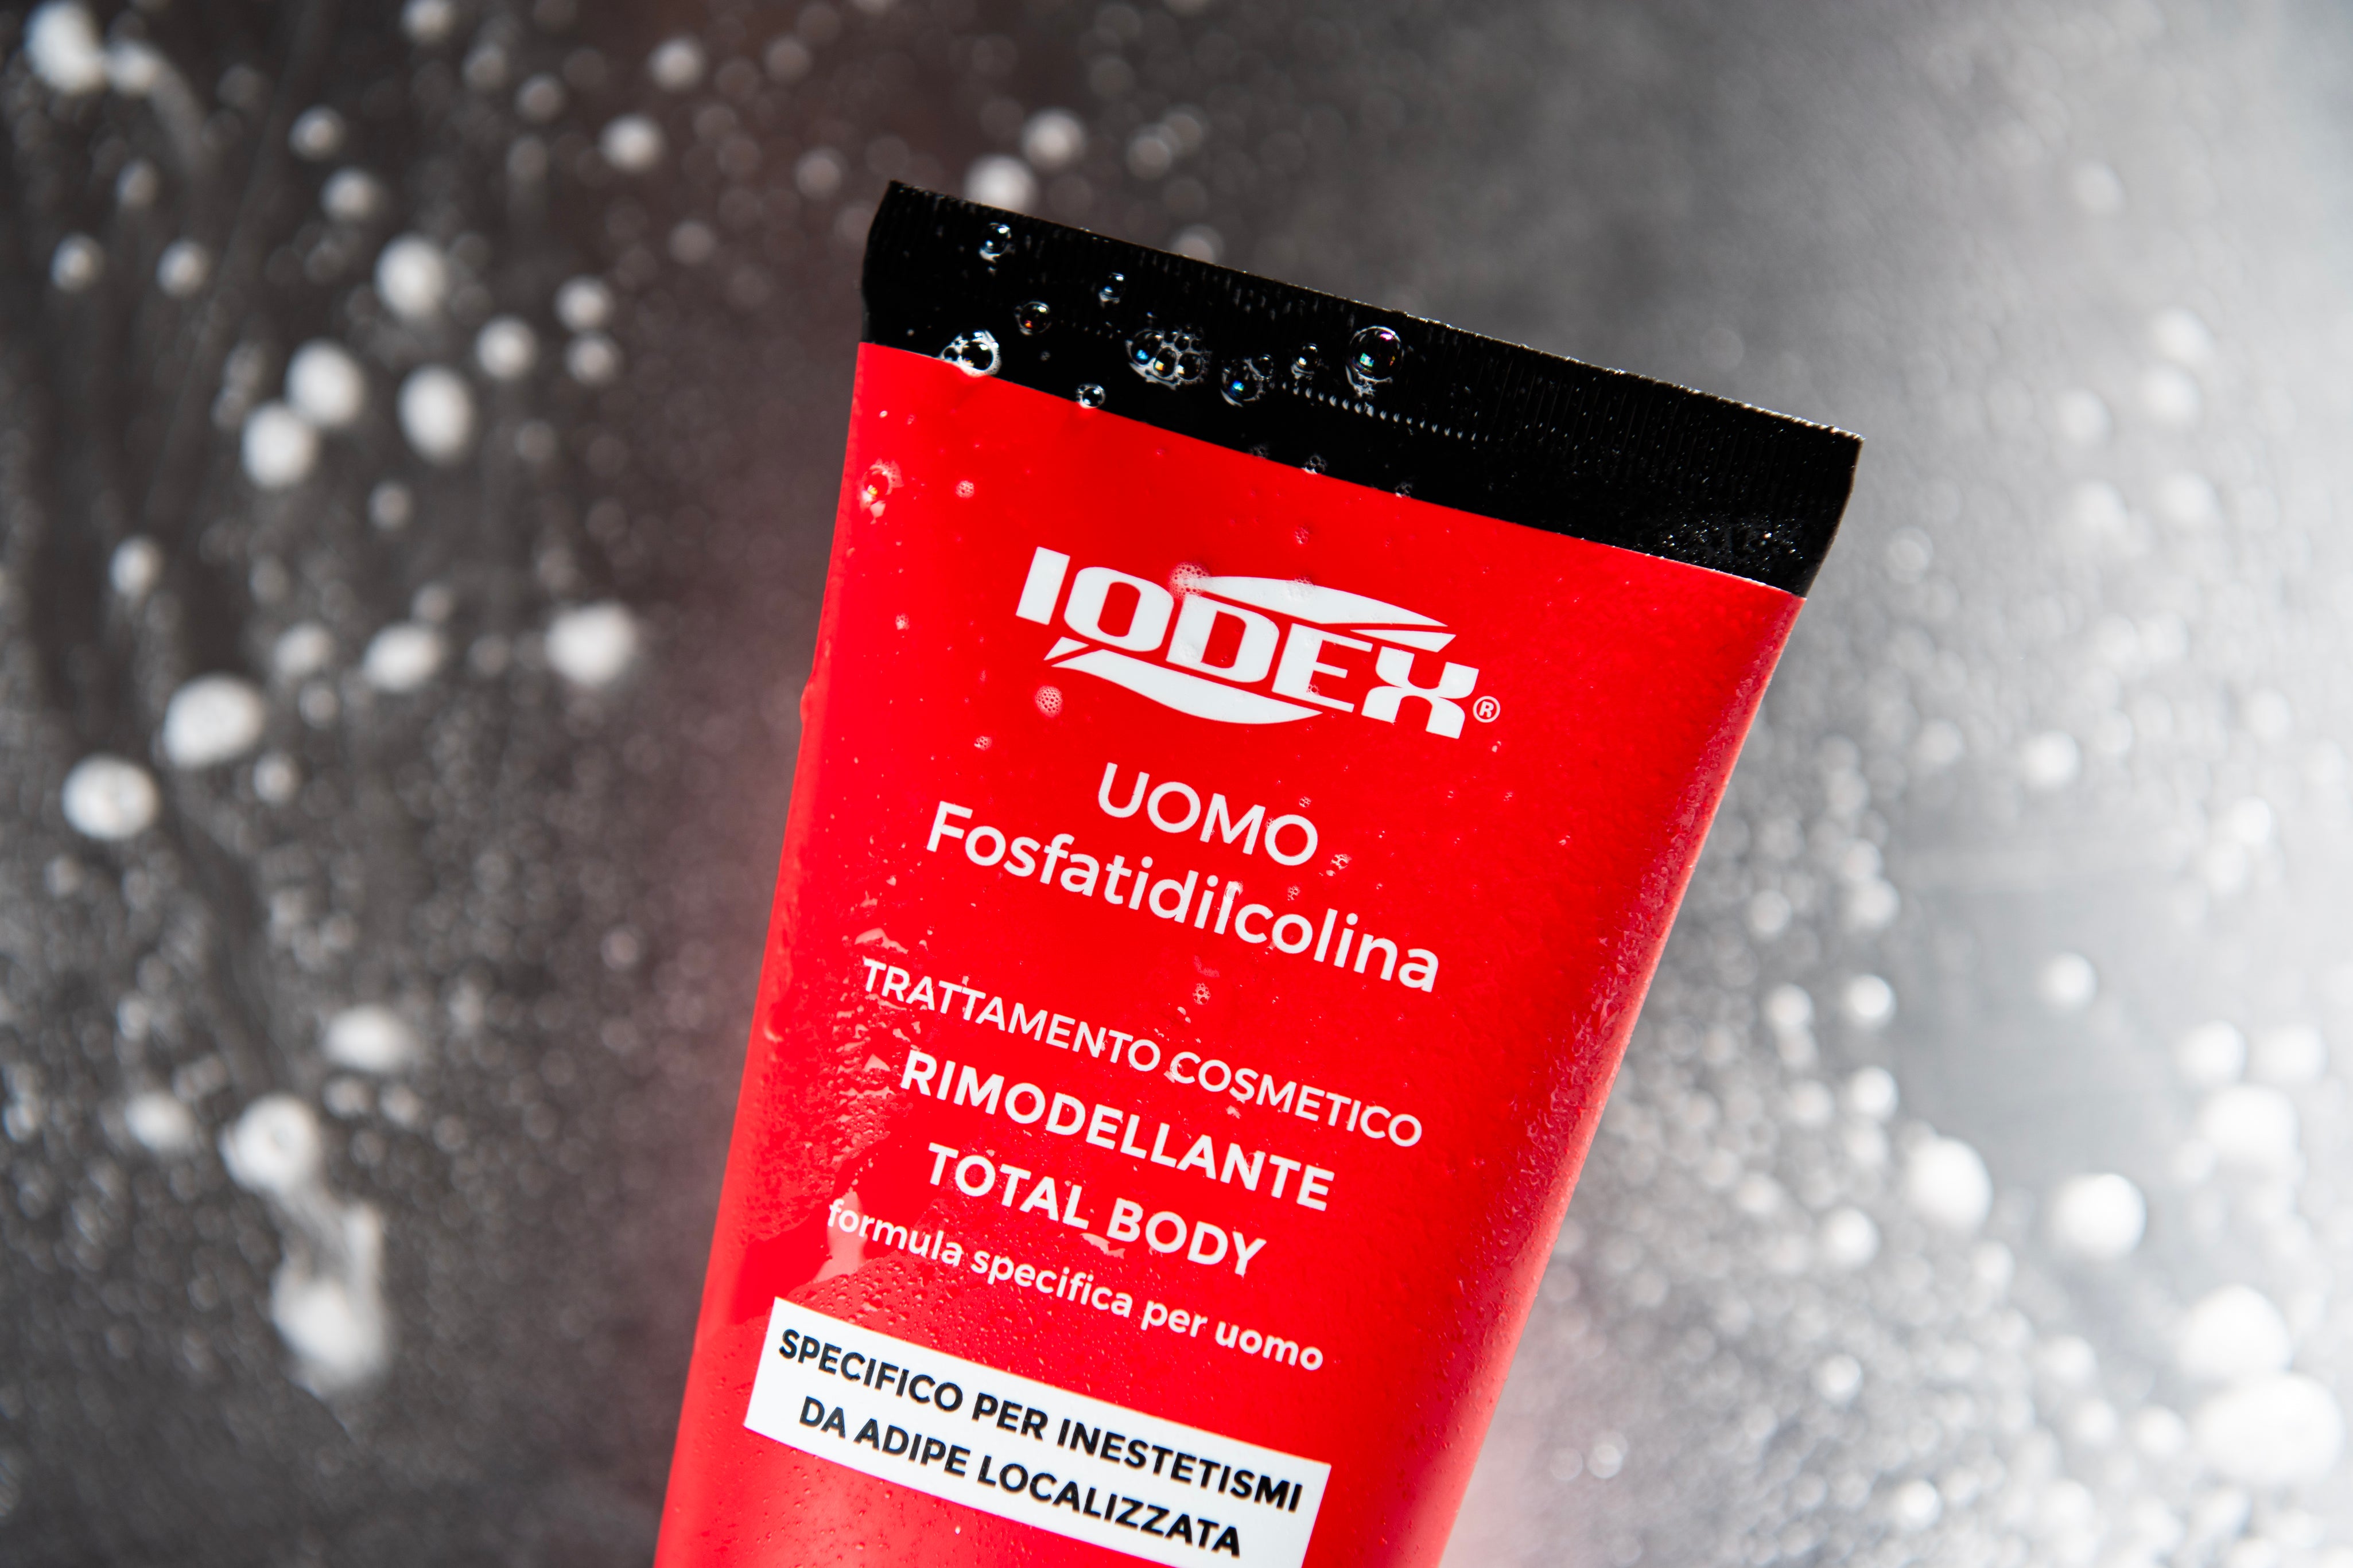 IODEX®
UOMO
Fosfatidilcolina
TRATTAMENTO COSMETICO
RIMODELLANTE
TOTAL BODY
formula specifica per uomo
SPECIFICO PER INESTETISMI
DA ADIPE LOCALIZZATA